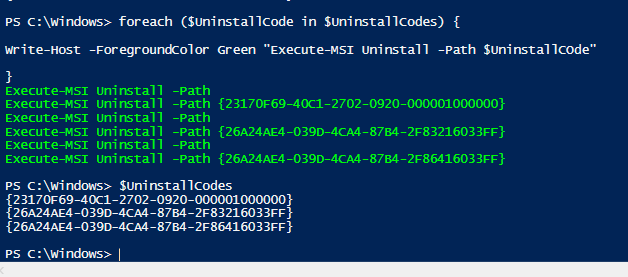 PS C:\Windows> foreach ($UninstallCode in $UninstallCodes) {
Write-Host -ForegroundColor Green "Execute-MSI Uninstall -Path $UninstallCOde"
}
Execute-MSI Uninstall -Path
Execute-MSI Uninstall -Path {23170F69-40C1-2702-0920-000001000000}
Execute-MSI Uninstall -Path
Execute-MSI Uninstall -Path {26A24AE4-039D-4CA4-87B4-2F83216033FF}
Execute-MSI Uninstall -Path
Execute-MSI Uninstall -Path {26A24AE4-039D-4CA4-87B4-2F86416033FF}
PS C:\Windows> $UninstallCodes
{23170F69-40C1-2702-0920-000001000000}
{26A24AE4-039D-4CA4-87B4-2F83216033FF}
{26A24AE4-039D-4CA4-87B4-2F86416033FF}
PS C:\Windows>